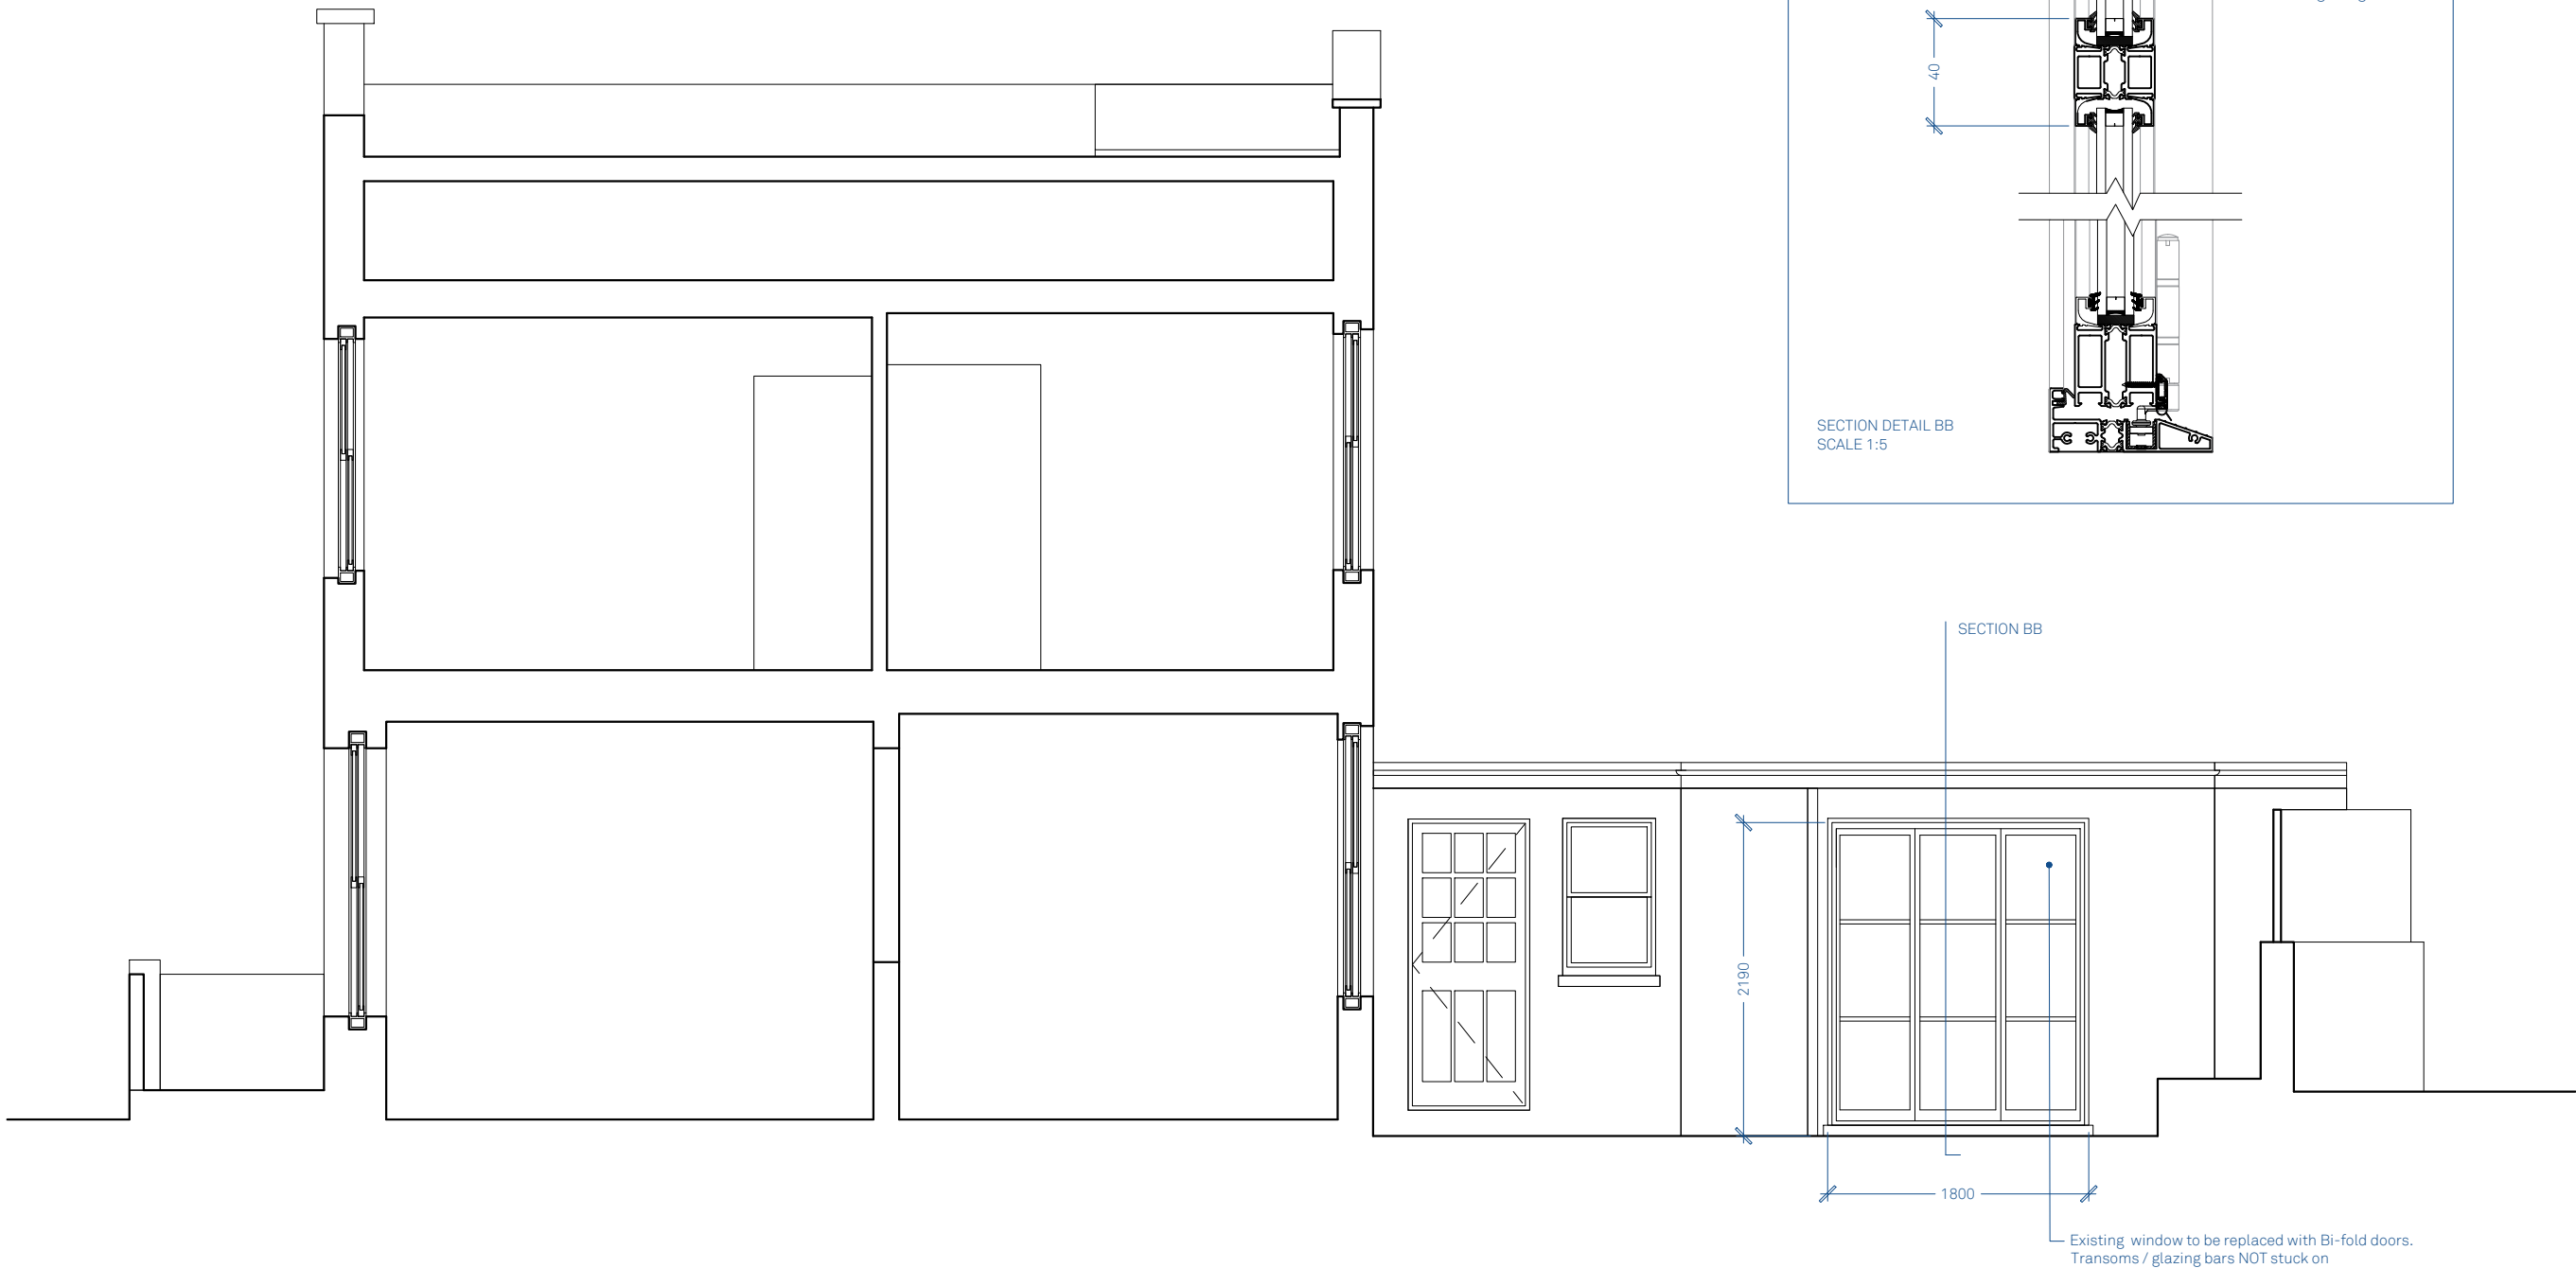 40
SECTION DETAIL BB
SCALE 1:5
SECTION BB
2190
1800
Existing window to be replaced with Bi-fold doors.
Transoms / glazing bars NOT stuck on